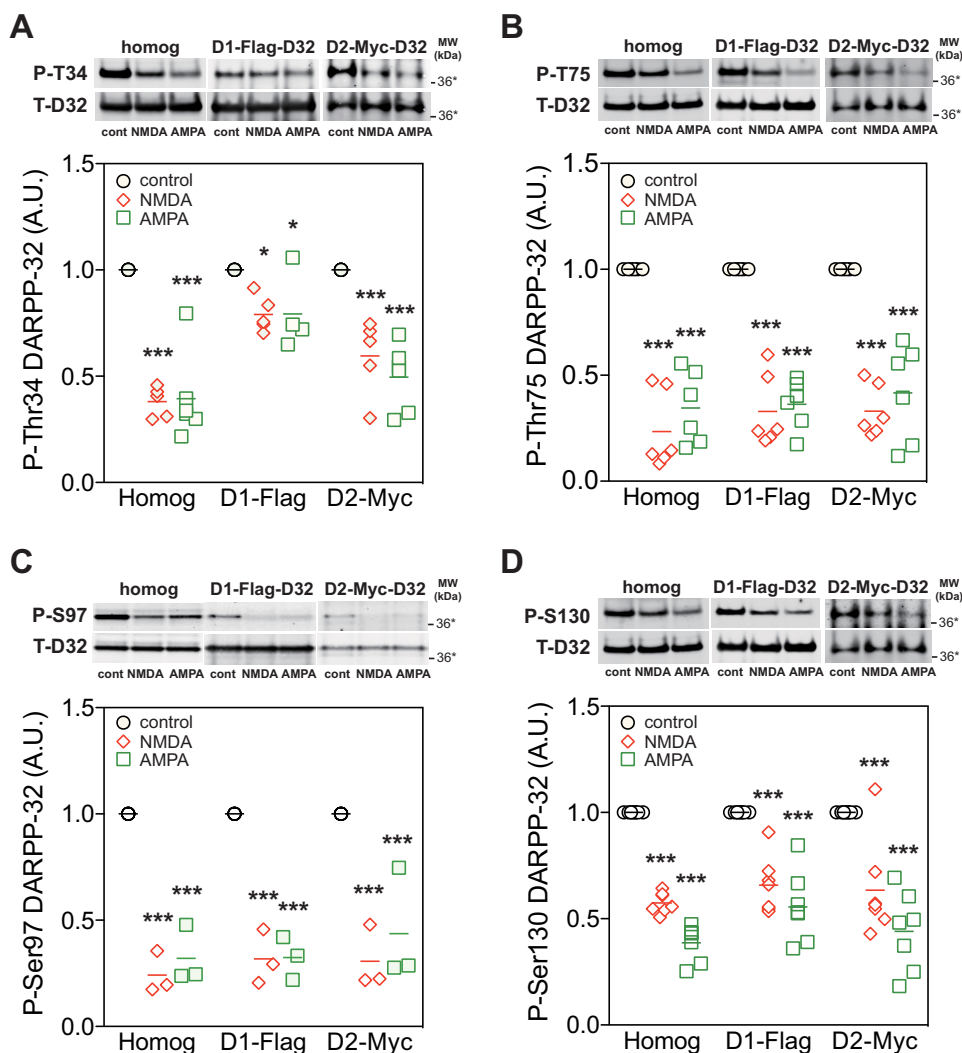 A
homog D1-Flag-D32 D2-Myc-D32 MW (kDa)
P-T34
36*
T-D32
36*
cont NMDA AMPA cont NMDA AMPA cont NMDA AMPA
P-Thr34 DARPP-32 (A.U.)
1.5
1.0
0.5
0.0
control
NMDA
AMPA
*** *** * * *** ***
Homog D1-Flag D2-Myc
B
homog D1-Flag-D32 D2-Myc-D32 MW (kDa)
P-T75
36*
T-D32
36*
cont NMDA AMPA cont NMDA AMPA cont NMDA AMPA
P-Thr75 DARPP-32 (A.U.)
1.5
1.0
0.5
0.0
control
NMDA
AMPA
*** *** *** *** *** ***
Homog D1-Flag D2-Myc
C
homog D1-Flag-D32 D2-Myc-D32 MW (kDa)
P-S97
36*
T-D32
36*
cont NMDA AMPA cont NMDA AMPA cont NMDA AMPA
P-Ser97 DARPP-32 (A.U.)
1.5
1.0
0.5
0.0
control
NMDA
AMPA
*** *** *** *** *** ***
Homog D1-Flag D2-Myc
D
homog D1-Flag-D32 D2-Myc-D32 MW (kDa)
P-S130
36*
T-D32
36*
cont NMDA AMPA cont NMDA AMPA cont NMDA AMPA
P-Ser130 DARPP-32 (A.U.)
1.5
1.0
0.5
0.0
control
NMDA
AMPA
*** *** *** *** *** ***
Homog D1-Flag D2-Myc